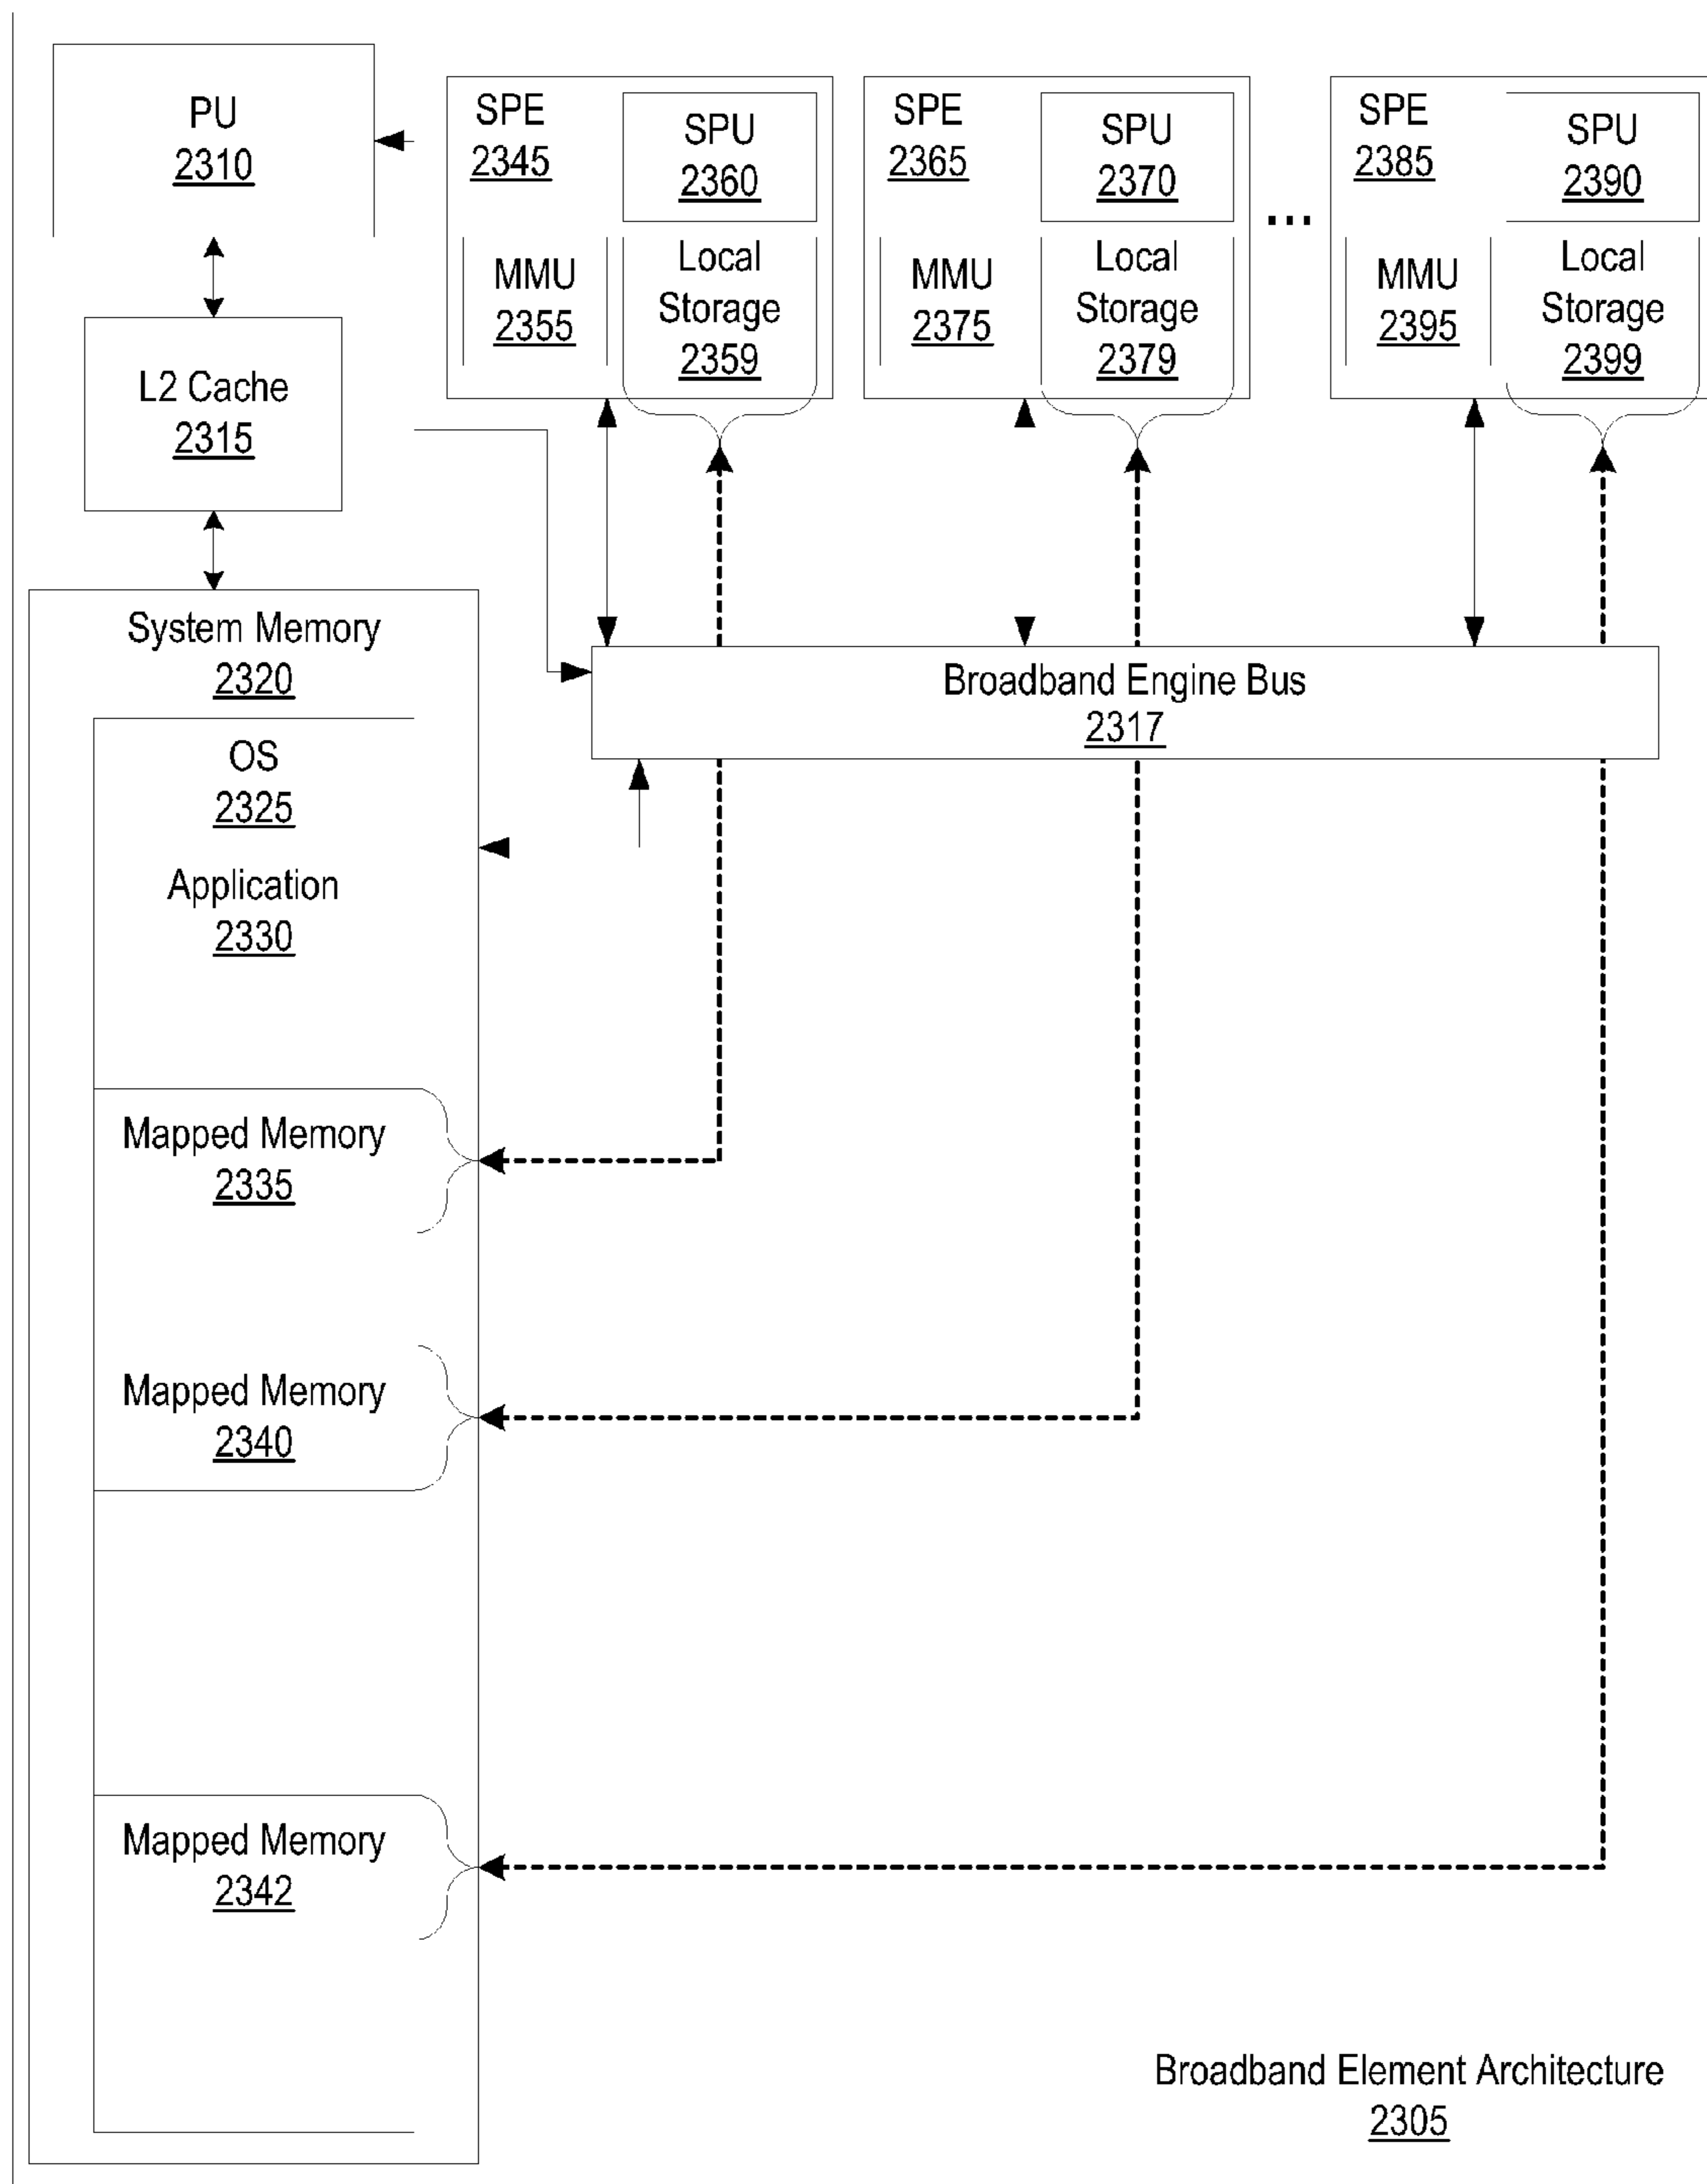 PU
2310
SPE
2345
SPU
2360
MMU
2355
Local
Storage
2359
SPE
2365
SPU
2370
MMU
2375
Local
Storage
2379
...
SPE
2385
SPU
2390
MMU
2395
Local
Storage
2399
L2 Cache
2315
System Memory
2320
Broadband Engine Bus
2317
OS
2325
Application
2330
Mapped Memory
2335
Mapped Memory
2340
Mapped Memory
2342
Broadband Element Architecture
2305